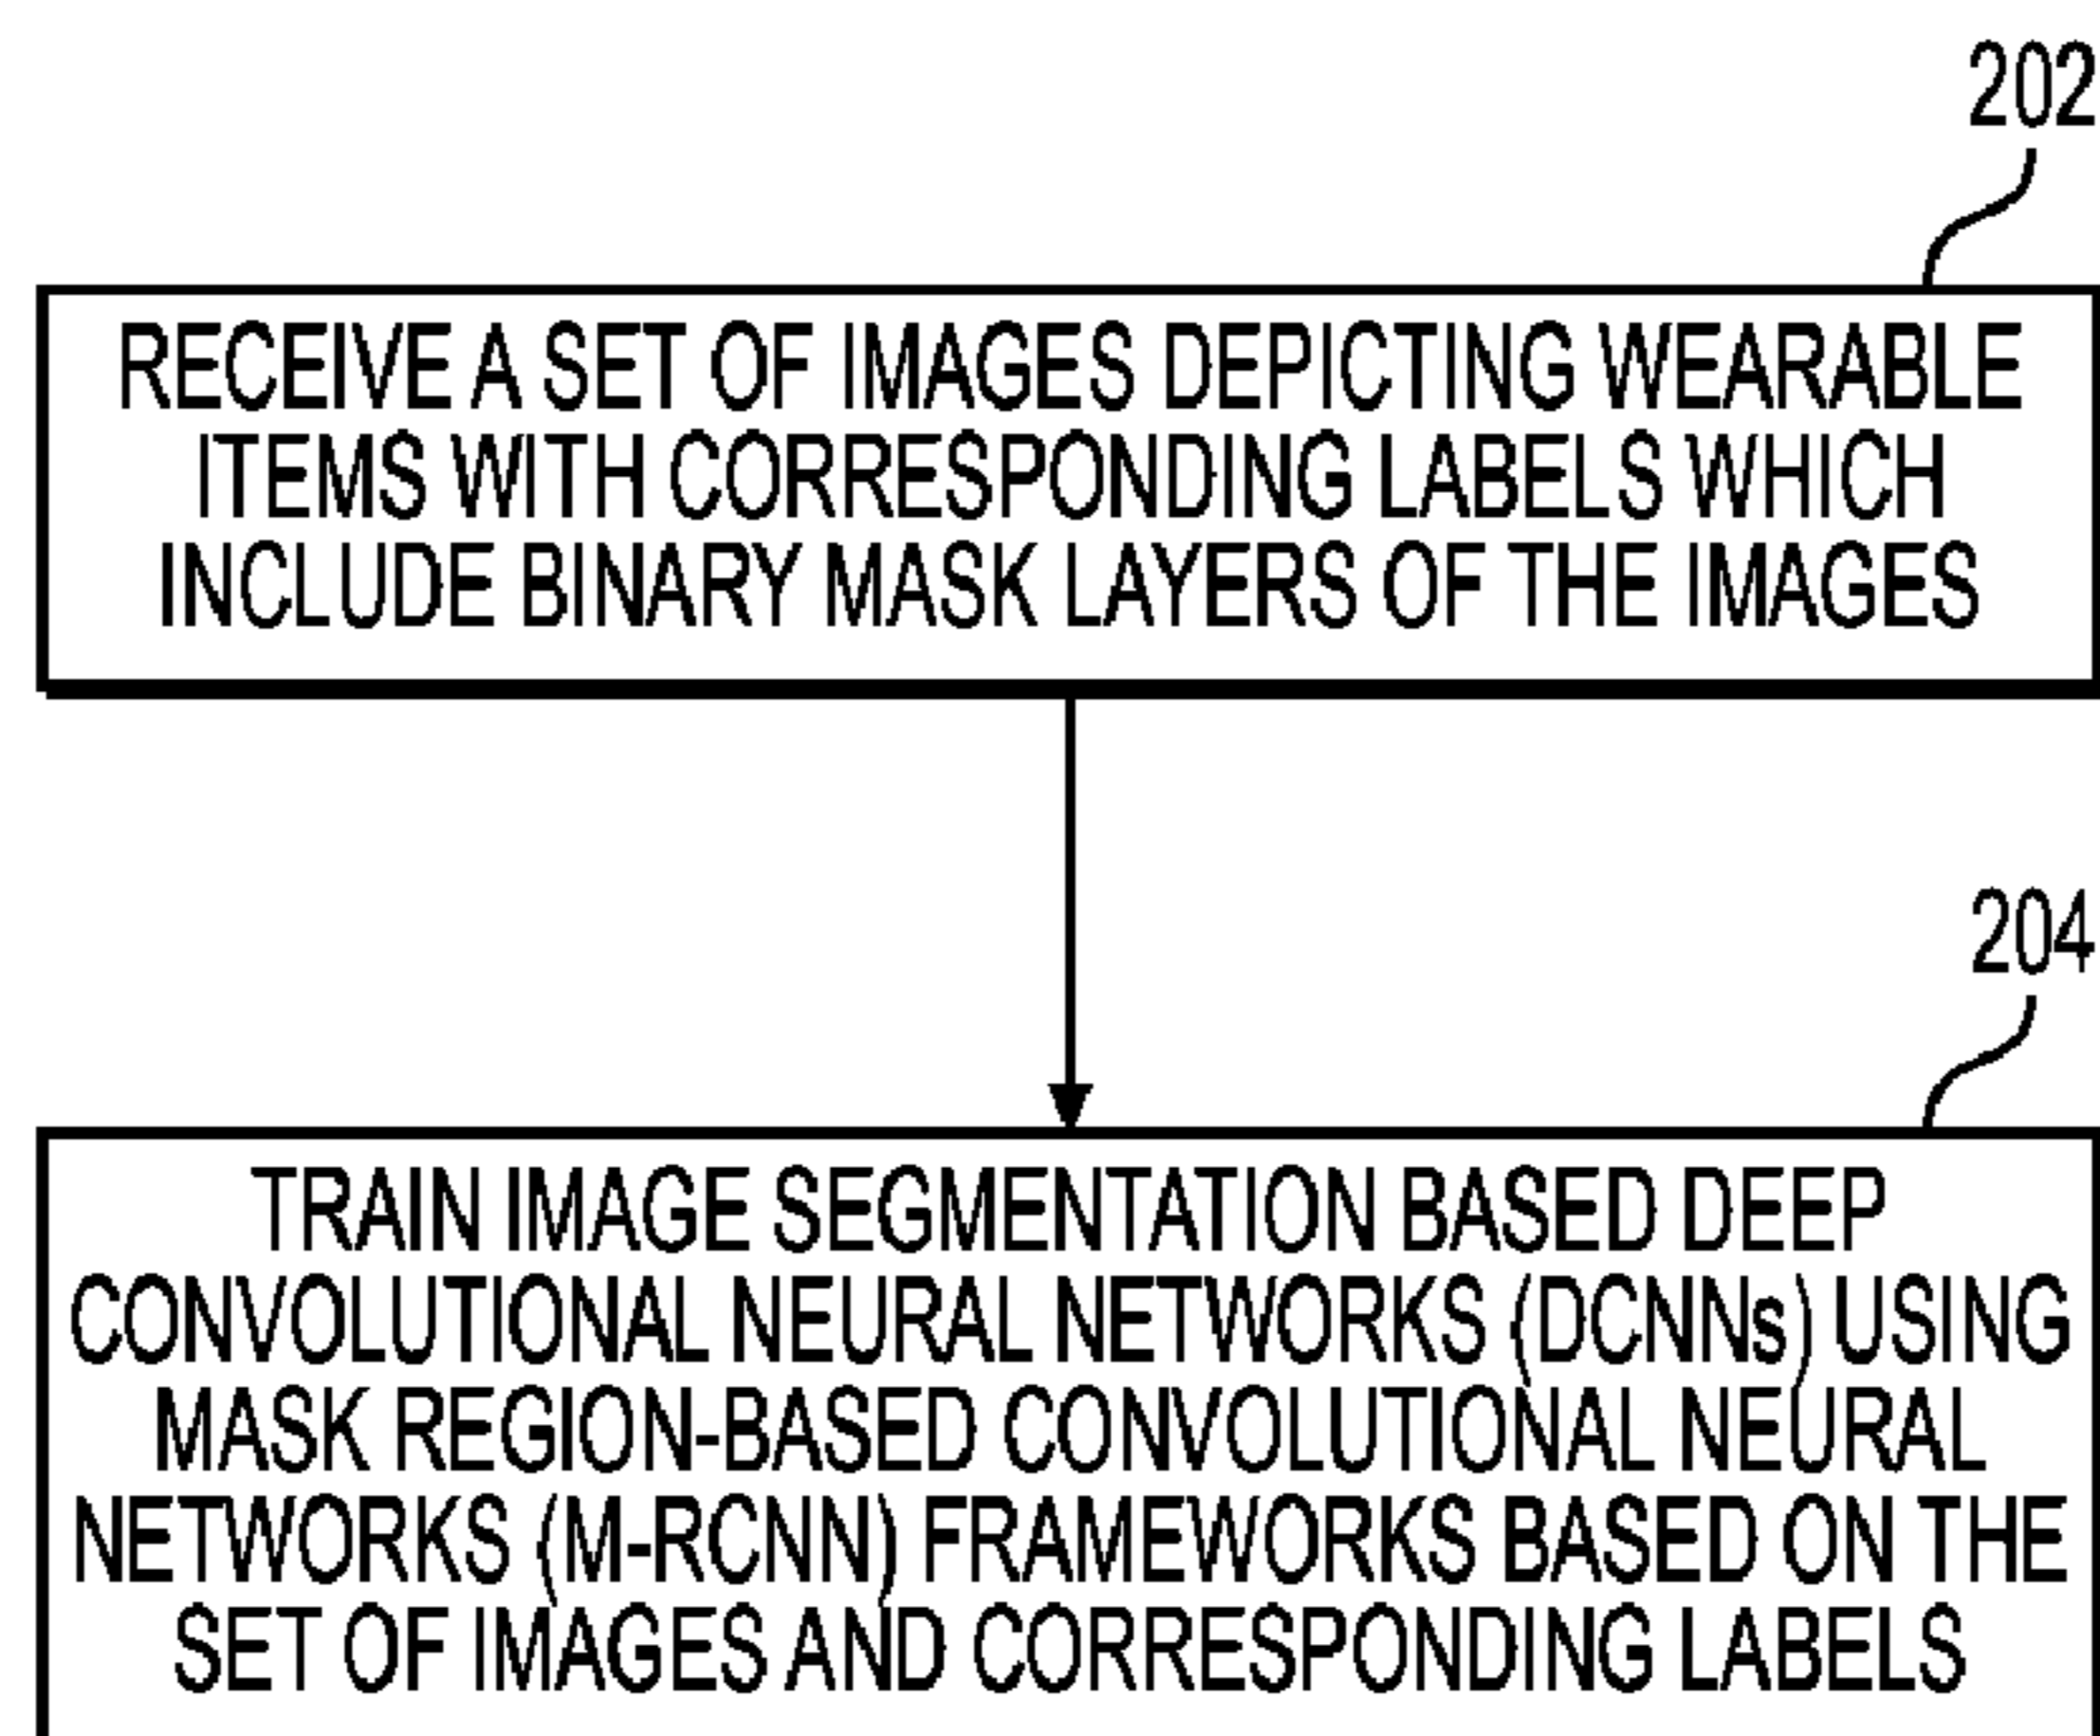 202
RECEIVE A SET OF IMAGES DEPICTING WEARABLE
ITEMS WITH CORRESPONDING LABELS WHICH
INCLUDE BINARY MASK LAYERS OF THE IMAGES
204
TRAIN IMAGE SEGMENTATION BASED DEEP
CONVOLUTIONAL NEURAL NETWORKS (DCNNs) USING
MASK REGION-BASED CONVOLUTIONAL NEURAL
NETWORKS (M-RCNN) FRAMEWORKS BASED ON THE
SET OF IMAGES AND CORRESPONDING LABELS